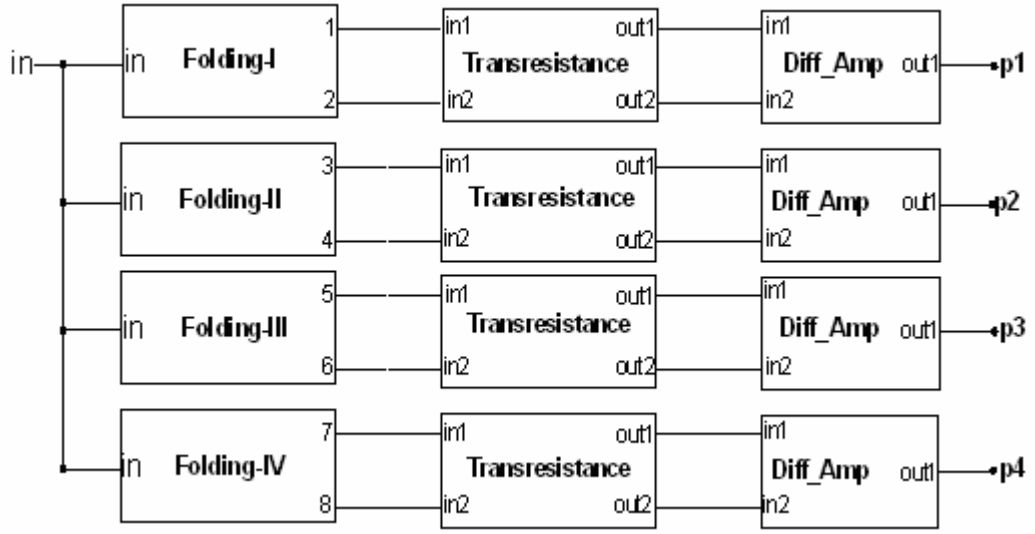 1 in1 out1 in1
in in Folding-I Transresistance Diff_Amp out1 p1
2 in2 out2 in2
3 in1 out1 in1
in Folding-II Transresistance Diff_Amp out1 p2
4 in2 out2 in2
5 in1 out1 in1
in Folding-III Transresistance Diff_Amp out1 p3
6 in2 out2 in2
7 in1 out1 in1
in Folding-IV Transresistance Diff_Amp out1 p4
8 in2 out2 in2